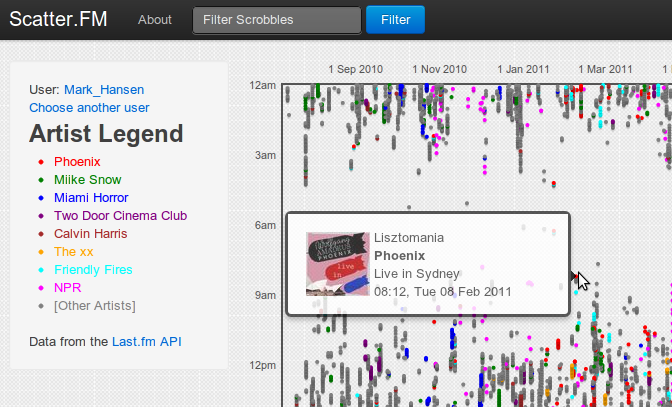 Scatter.FM
About
Filter Scrobbles
Filter
User: Mark_Hansen
Choose another user
Artist Legend
Phoenix
Miike Snow
Miami Horror
Two Door Cinema Club
Calvin Harris
The xx
Friendly Fires
NPR
[Other Artists]
Data from the Last.fm API
1 Sep 2010
1 Nov 2010
1 Jan 2011
1 Mar 2011
12am
3am
6am
9am
12pm
Lisztomania
Phoenix
Live in Sydney
08:12, Tue 08 Feb 2011
PHOENIX
live in